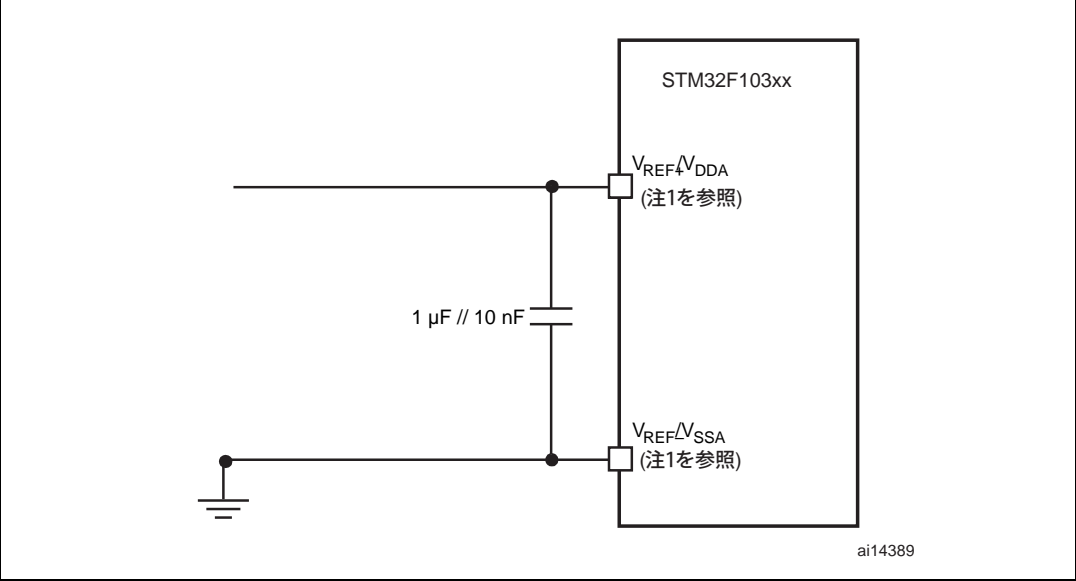 STM32F103xx
VREF+/VDDA
(注1を参照)
1 µF // 10 nF
VREF–/VSSA
(注1を参照)
ai14389